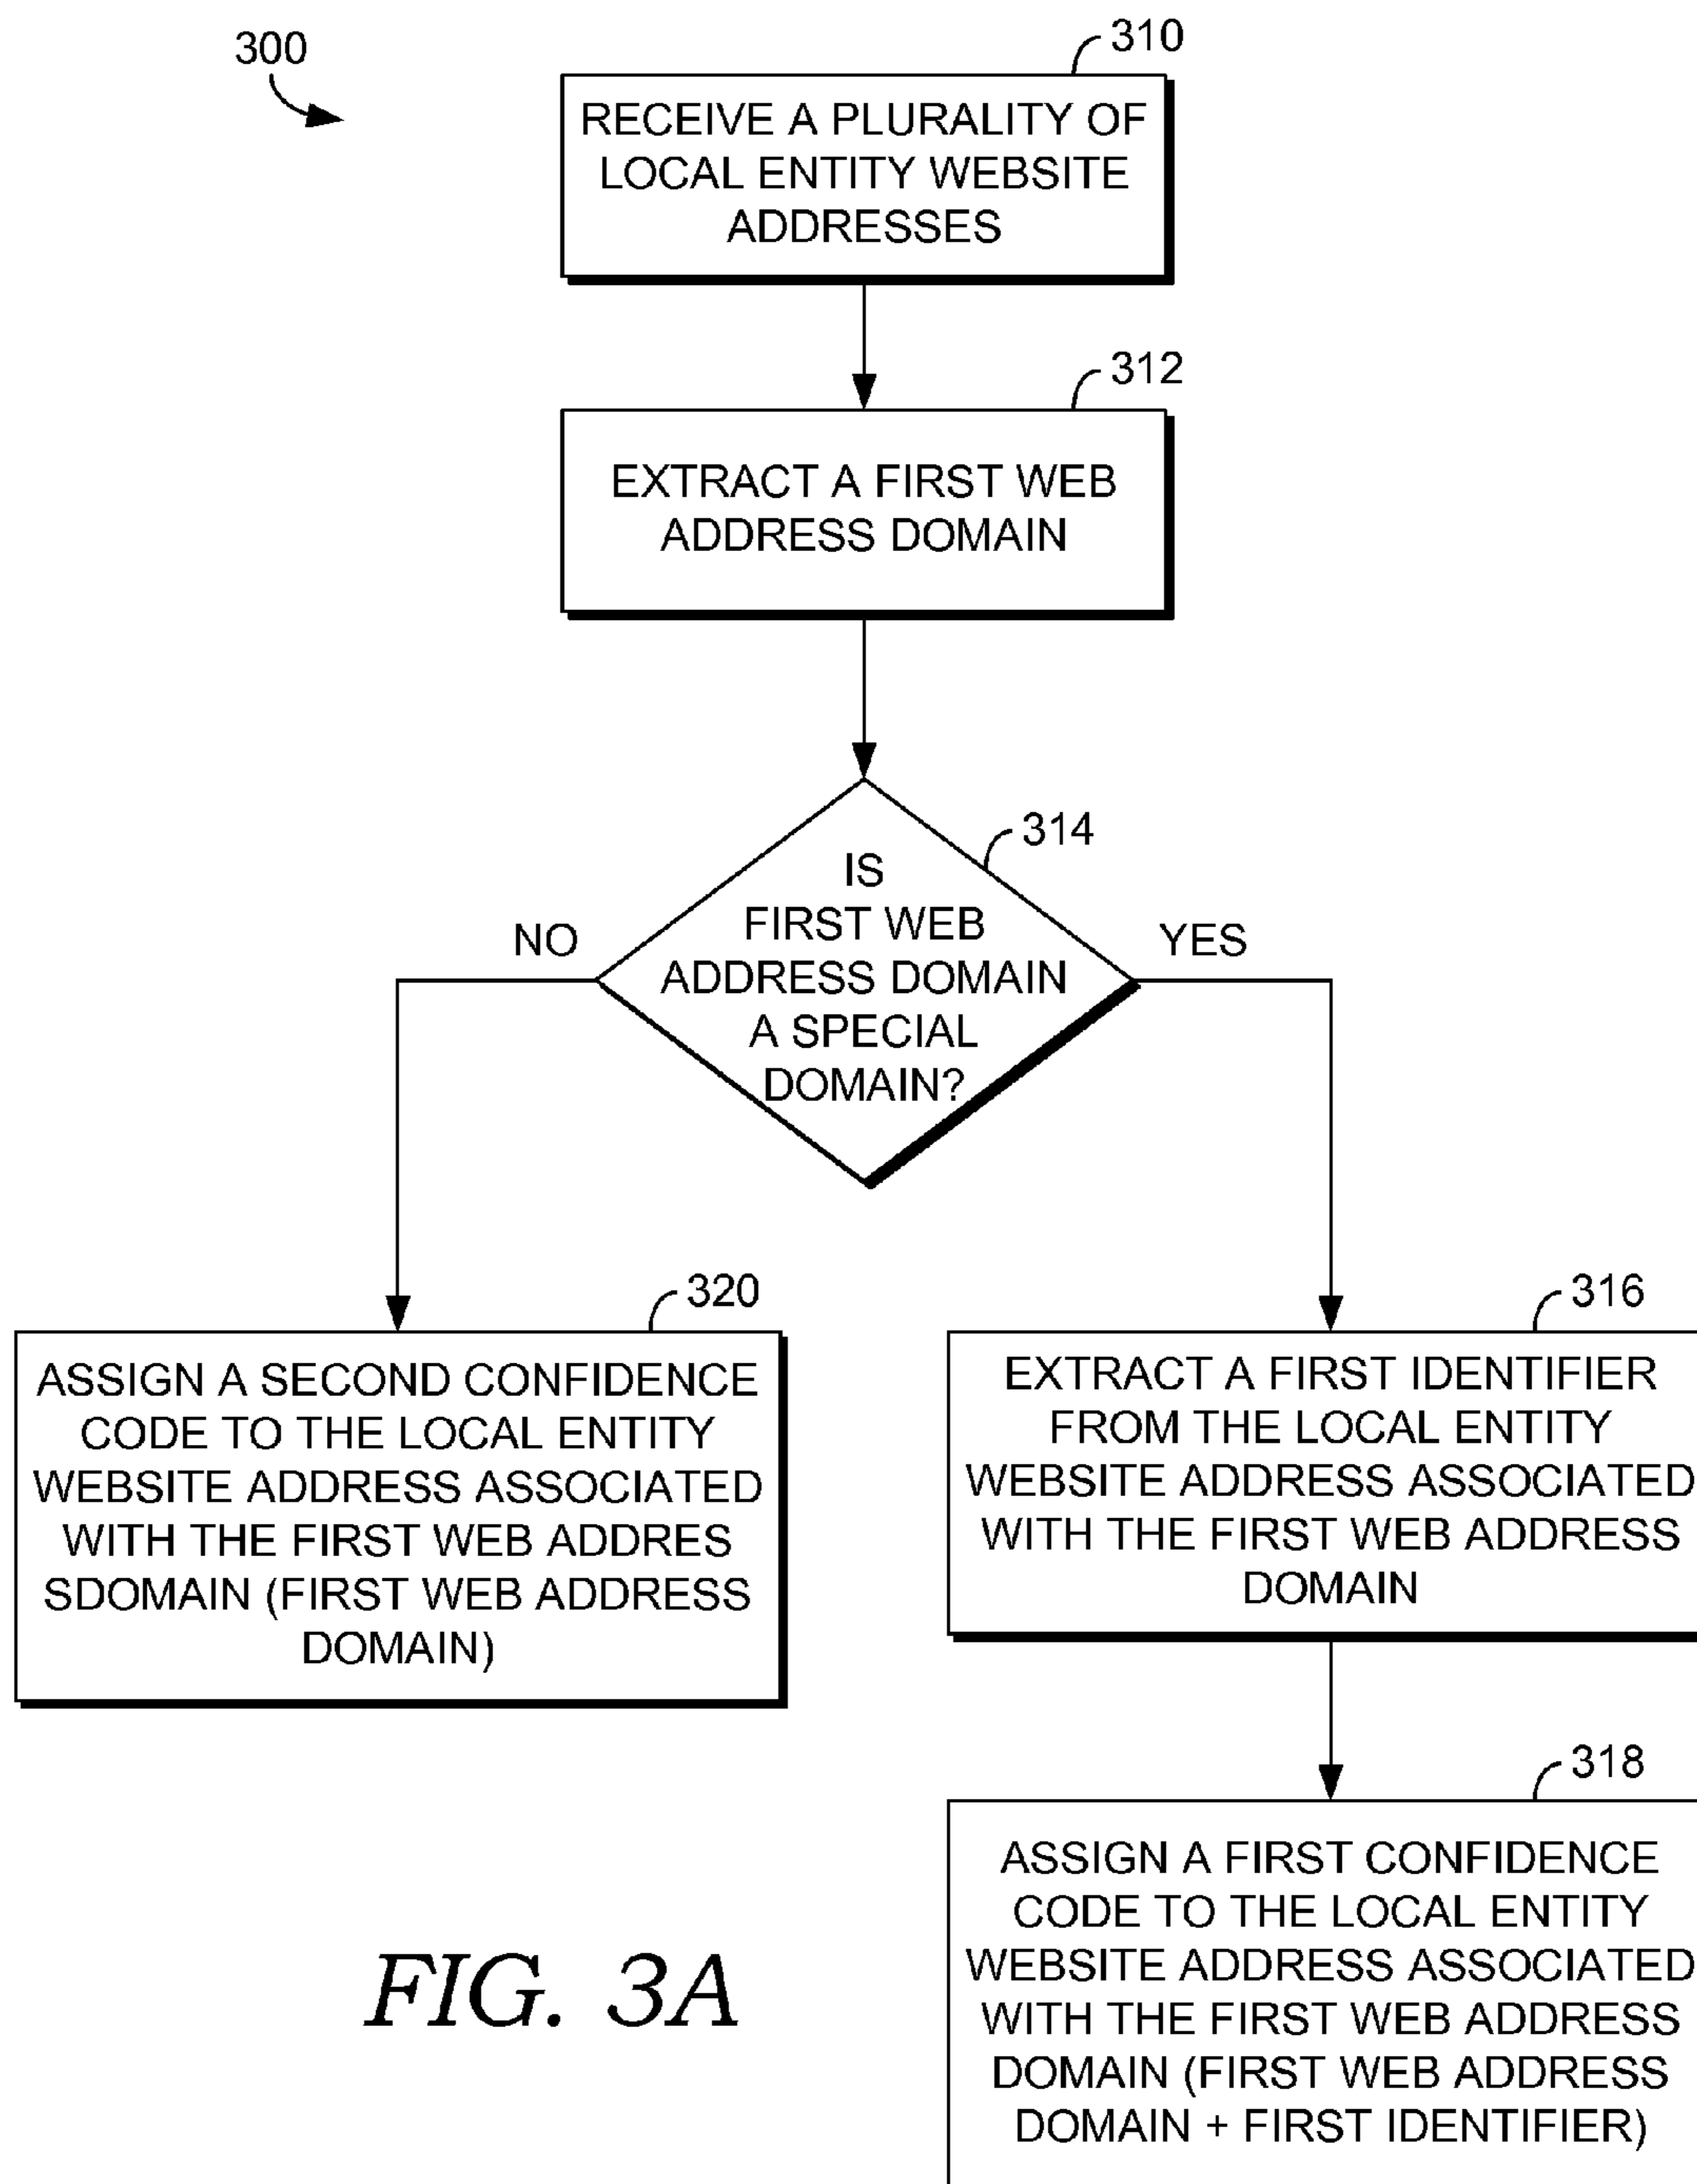 300
310
RECEIVE A PLURALITY OF
LOCAL ENTITY WEBSITE
ADDRESSES
312
EXTRACT A FIRST WEB
ADDRESS DOMAIN
314
IS
FIRST WEB
ADDRESS DOMAIN
A SPECIAL
DOMAIN?
NO
YES
320
ASSIGN A SECOND CONFIDENCE
CODE TO THE LOCAL ENTITY
WEBSITE ADDRESS ASSOCIATED
WITH THE FIRST WEB ADDRES
SDOMAIN (FIRST WEB ADDRESS
DOMAIN)
316
EXTRACT A FIRST IDENTIFIER
FROM THE LOCAL ENTITY
WEBSITE ADDRESS ASSOCIATED
WITH THE FIRST WEB ADDRESS
DOMAIN
318
ASSIGN A FIRST CONFIDENCE
CODE TO THE LOCAL ENTITY
WEBSITE ADDRESS ASSOCIATED
WITH THE FIRST WEB ADDRESS
DOMAIN (FIRST WEB ADDRESS
DOMAIN + FIRST IDENTIFIER)
FIG. 3A